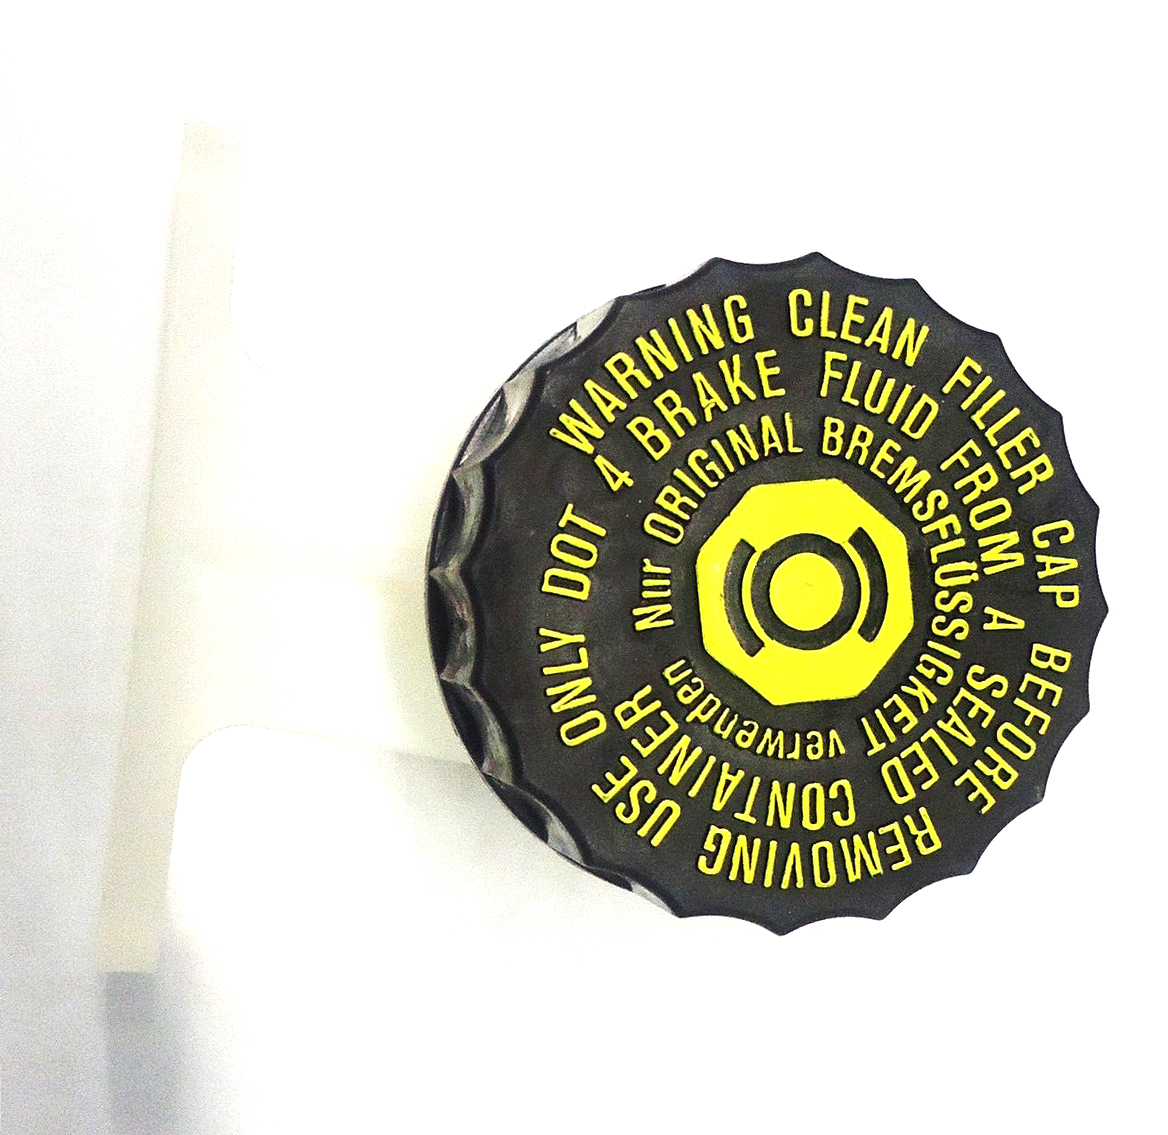 WARNING CLEAN FILLER CAP BEFORE REMOVING USE
ONLY DOT 4 BRAKE FLUID FROM A SEALED CONTAINER
Nur ORIGINAL BREMSFLÜSSIGKEIT verwenden